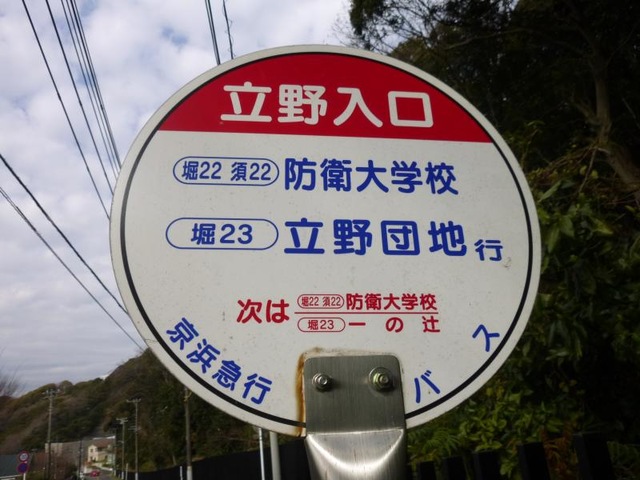 立野入口
堀22 須22 防衛大学校
堀23 立野団地行
次は 堀22 須22 防衛大学校
堀23 一の辻
京浜急行バス